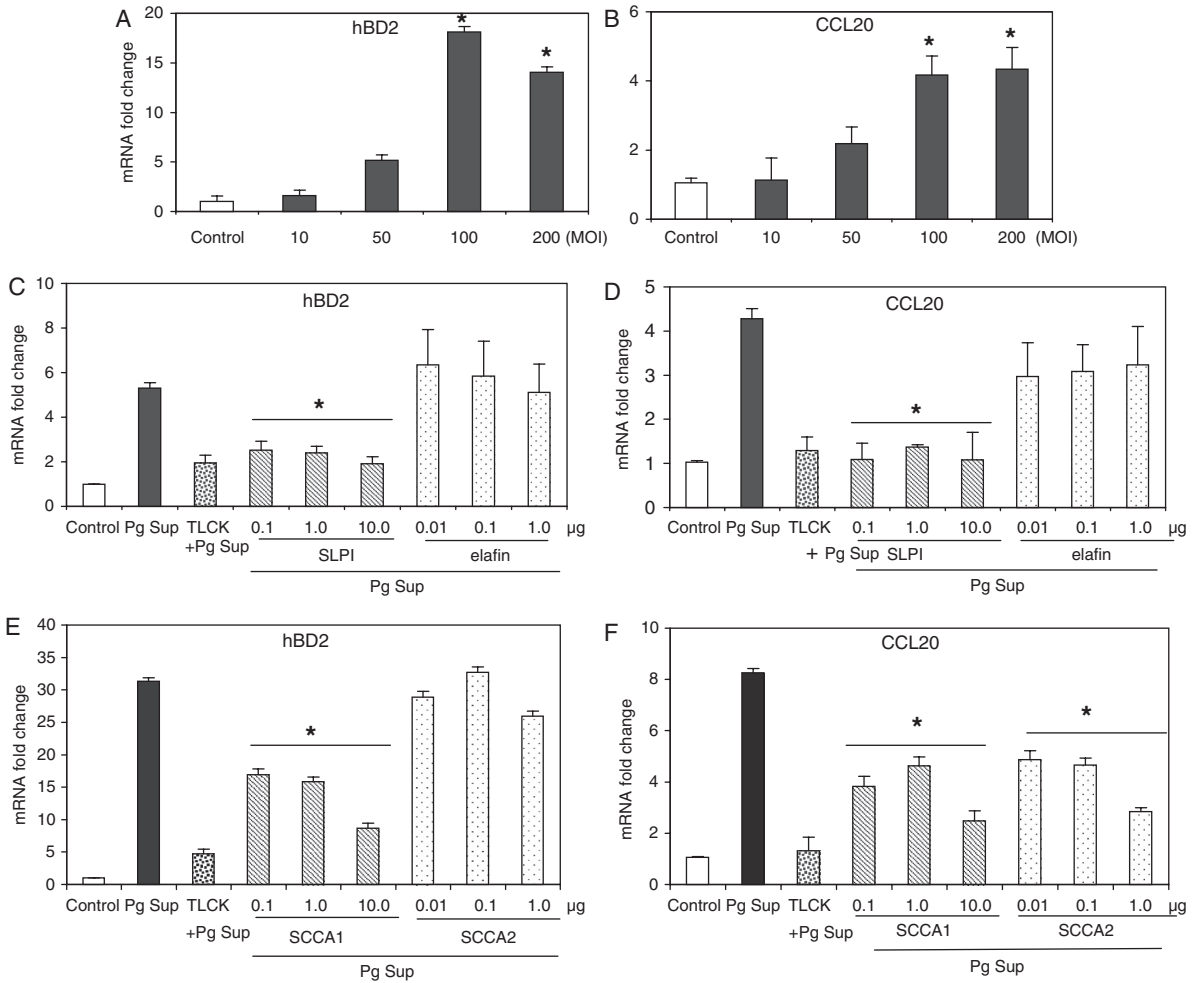 A
hBD2
mRNA fold change
20
15
10
5
0
*
*
Control 10 50 100 200 (MOI)
B
CCL20
6
4
2
0
*
*
Control 10 50 100 200 (MOI)
C
hBD2
mRNA fold change
10
8
6
4
2
0
*
Control Pg Sup TLCK 0.1 1.0 10.0 0.01 0.1 1.0 µg
+Pg Sup
SLPI elafin
Pg Sup
D
CCL20
mRNA fold change
5
4
3
2
1
0
*
Control Pg Sup TLCK 0.1 1.0 10.0 0.01 0.1 1.0 µg
+ Pg Sup SLPI elafin
Pg Sup
E
hBD2
mRNA fold change
40
35
30
25
20
15
10
5
0
*
Control Pg Sup TLCK 0.1 1.0 10.0 0.01 0.1 1.0 µg
+Pg Sup
SCCA1 SCCA2
Pg Sup
F
CCL20
mRNA fold change
10
8
6
4
2
0
*
*
Control Pg Sup TLCK 0.1 1.0 10.0 0.01 0.1 1.0 µg
+Pg Sup SCCA1 SCCA2
Pg Sup